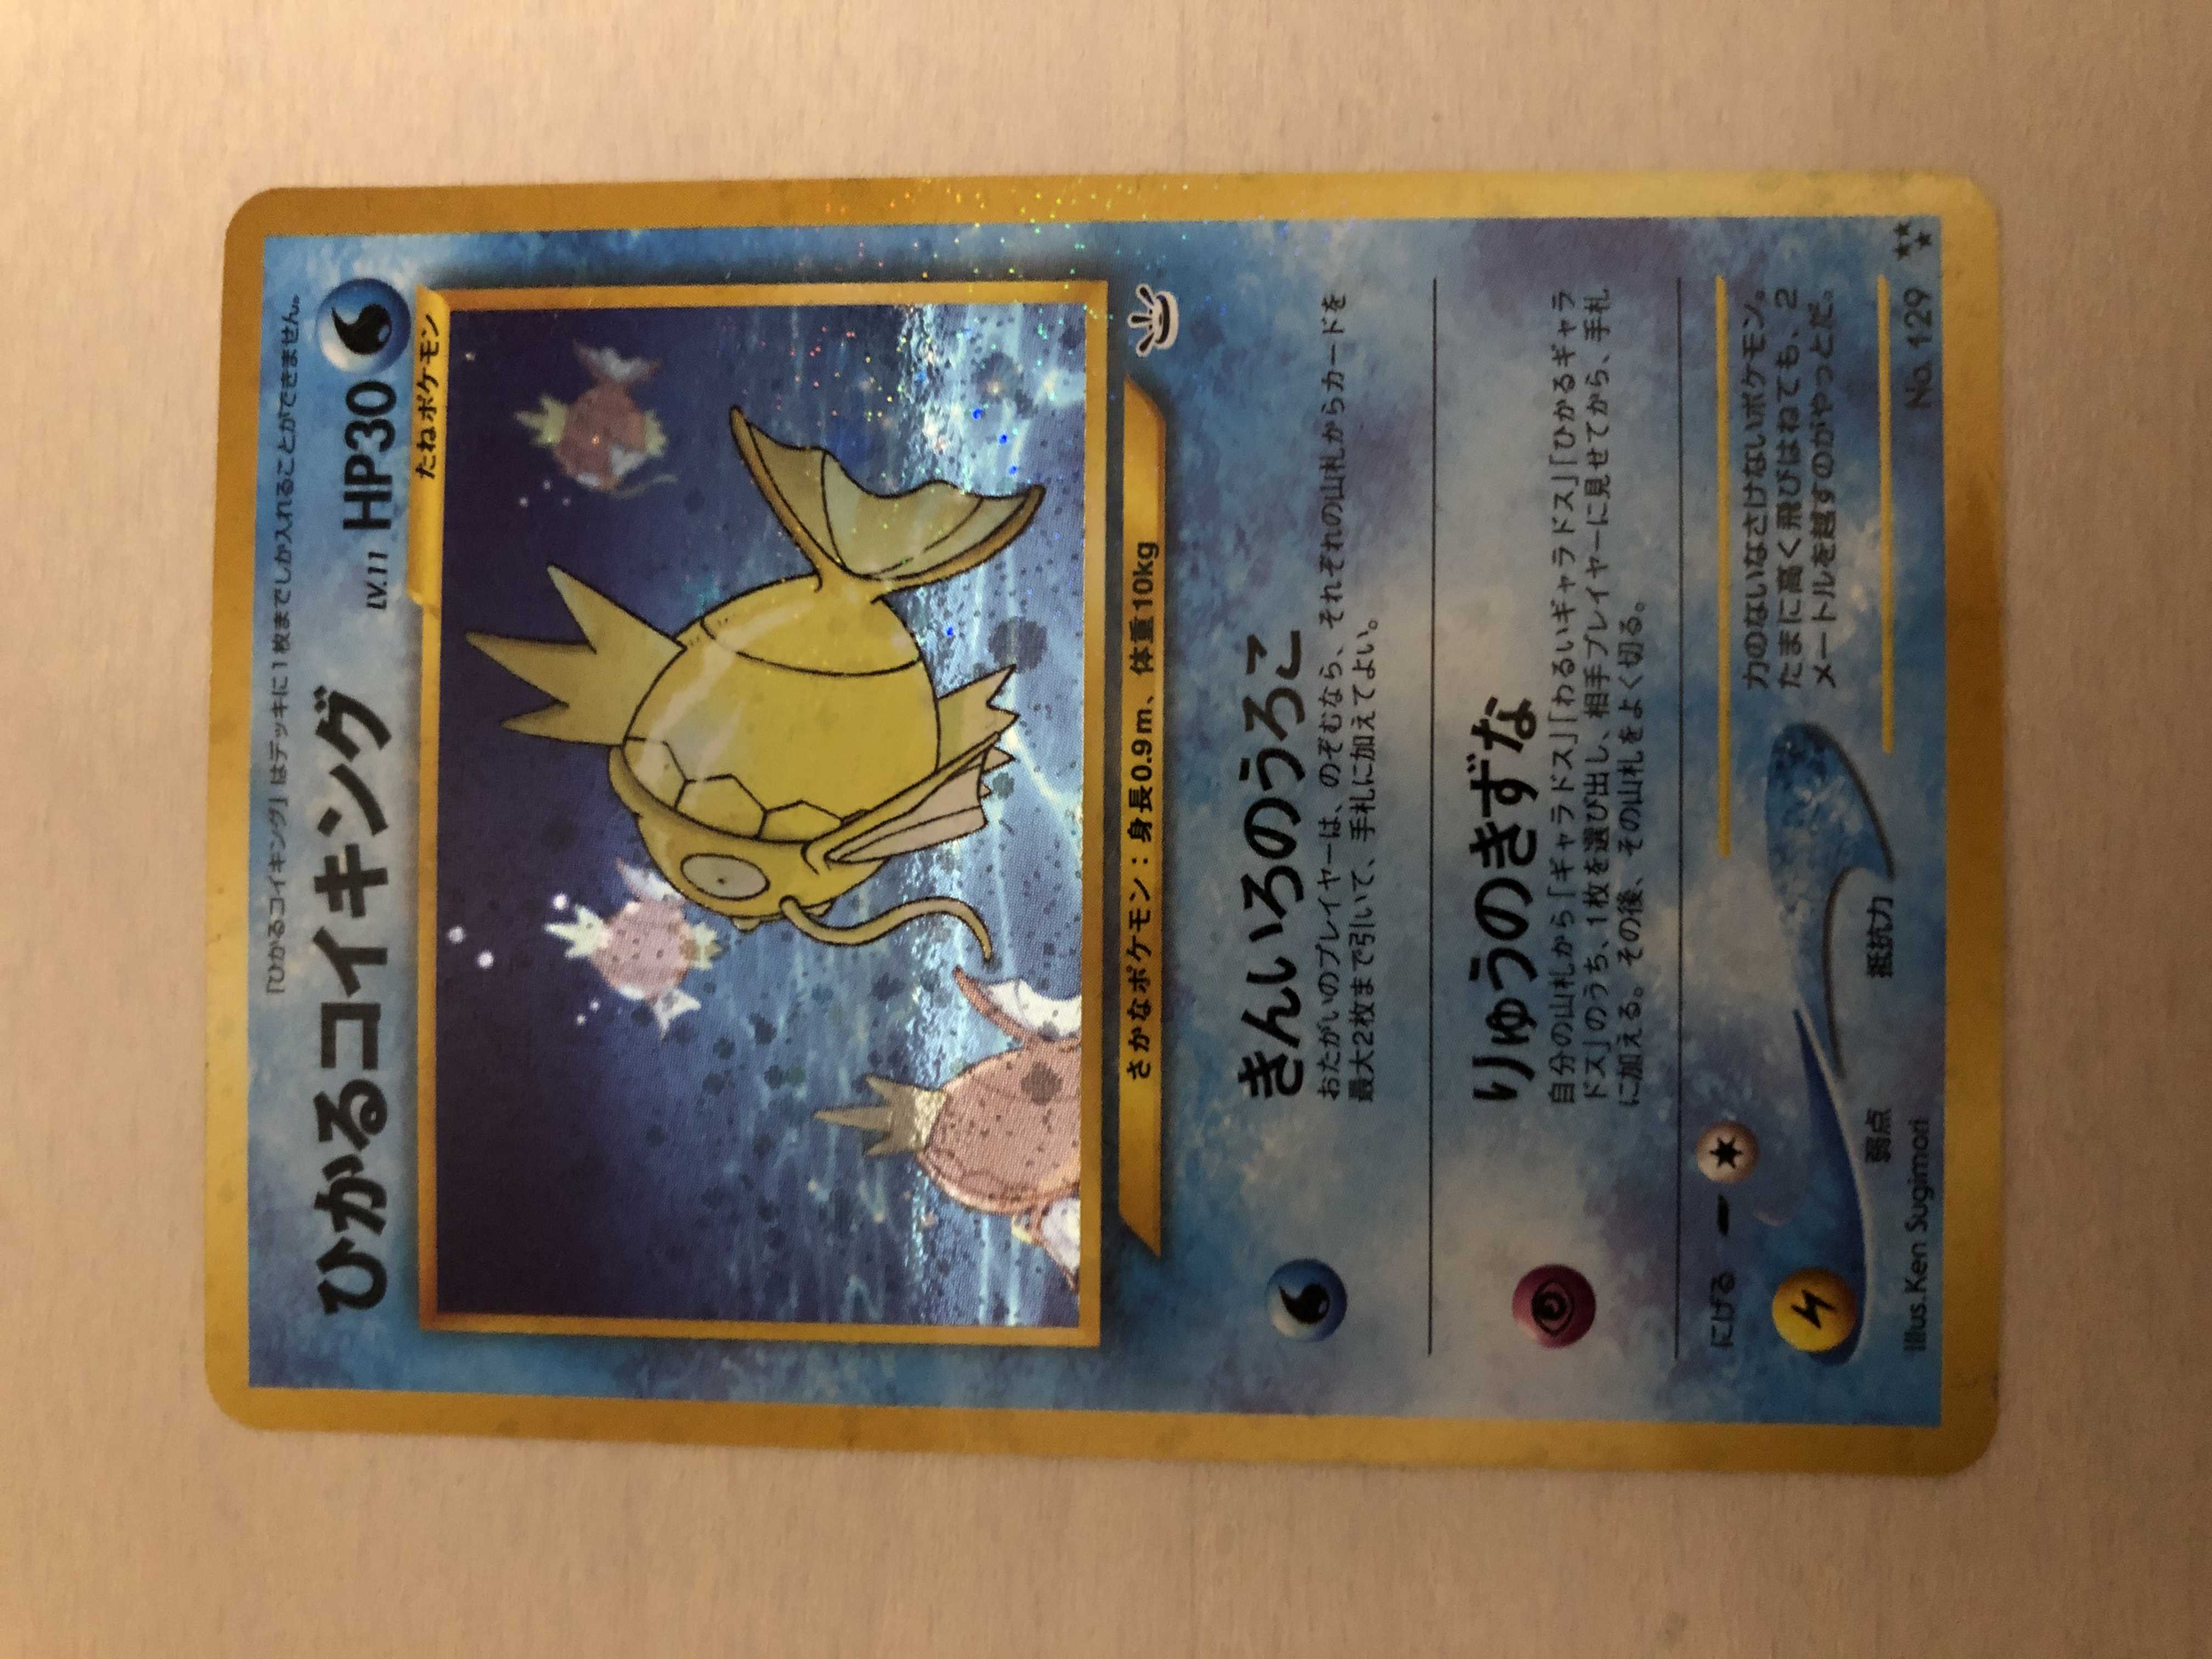 「ひかるコイキング」はデッキに1枚までしか入れることができません。
ひかるコイキング LV.11 HP30
たねポケモン
さかなポケモン：身長0.9m、体重10kg
きんいろのうろこ
おたがいのプレイヤーは、のぞむなら、それぞれの山札からカードを
最大2枚まで引いて、手札に加えてよい。
りゅうのきずな
自分の山札から「ギャラドス」「わるいギャラドス」「ひかるギャラ
ドス」のうち、1枚を選び出し、相手プレイヤーに見せてから、手札
に加える。その後、その山札をよく切る。
にげる ー
力のないなさけないポケモン。
たまに高く飛びはねても、2
メートルを越すのがやっとだ。
弱点 抵抗力
Illus. Ken Sugimori No. 129 ★★★